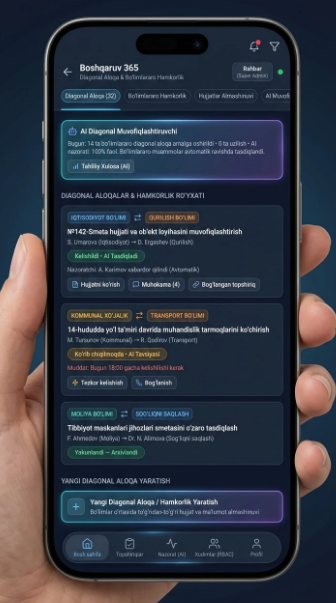 Boshqaruv 365
Diagonal Aloqa & Bo'limlararo Hamkorlik
Rahbar
(Super Admin)
Diagonal Aloqa (32)
Bo'limlararo Hamkorlik
Hujjatlar Almashinuvi
AI Muvofi
AI Diagonal Muvofiqlashtiruvchi
Bugun: 14 ta bo'limlararo diagonal aloqa amalga oshirildi - 0 ta uzilish - AI
nazorati: 100% faol. Bo'limlararo muammolar avtomatik ravishda tasdiqlandi.
Tahliliy Xulosa (AI)
DIAGONAL ALOQALAR & HAMKORLIK RO'YXATI
IQTISODIYOT BO'LIMI ⇄ QURILISH BO'LIMI
№142-Smeta hujjati va ob'ekt loyihasini muvofiqlashtirish
S. Umarova (Iqtisodiyot) → D. Ergashev (Qurilish)
Kelishildi - AI Tasdiqladi
Nazoratchi: A. Karimov xabardor qilindi (Avtomatik)
Hujjatni ko'rish
Muhokama (4)
Bog'langan topshiriq
KOMMUNAL XO'JALIK ⇄ TRANSPORT BO'LIMI
14-hududda yo'l ta'miri davrida muhandislik tarmoqlarini ko'chirish
M. Tursunov (Kommunal) → R. Qodirov (Transport)
Ko'rib chiqilmoqda - AI Tavsiyasi
Muddat: Bugun 18:00 gacha kelishilishi kerak
Tezkor kelishish
Bog'lanish
MOLIYA BO'LIMI ⇄ SOG'LIQNI SAQLASH
Tibbiyot maskanlari jihozlari smetasini o'zaro tasdiqlash
F. Ahmedov (Moliya) → Dr. N. Alimova (Sog'liqni saqlash)
Yakunlandi — Arxivlandi
YANGI DIAGONAL ALOQA YARATISH
Yangi Diagonal Aloqa / Hamkorlik Yaratish
Bo'limlar o'rtasida to'g'ridan-to'g'ri hujjat va ma'lumot almashinuvi
Bosh sahifa
Topshiriqlar
Nazorat (AI)
Xodimlar (RBAC)
Profil